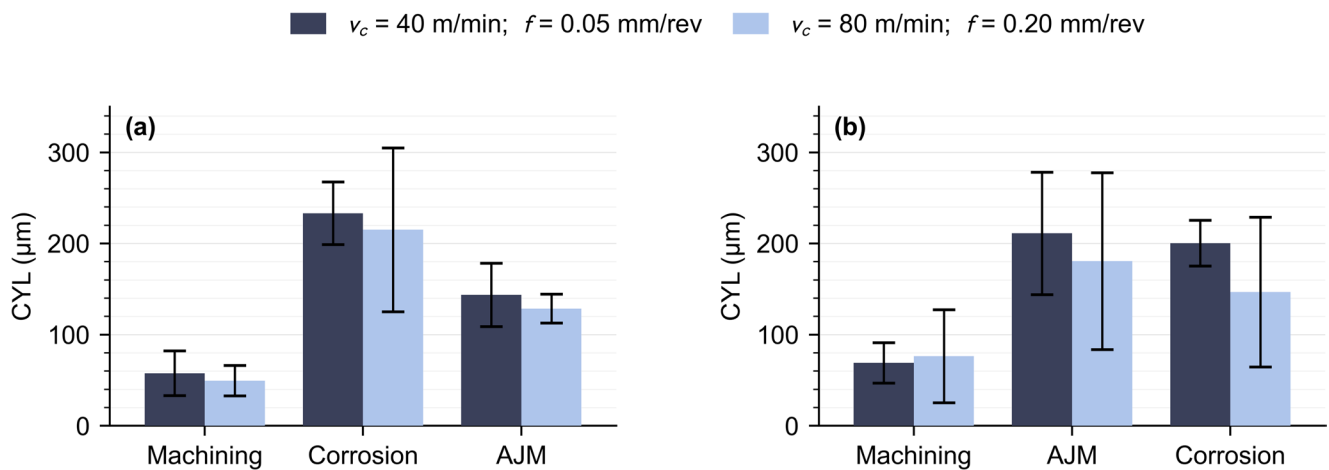 v_c = 40 m/min; f = 0.05 mm/rev
v_c = 80 m/min; f = 0.20 mm/rev
(a)
CYL (µm)
300
200
100
0
Machining
Corrosion
AJM
(b)
CYL (µm)
300
200
100
0
Machining
AJM
Corrosion